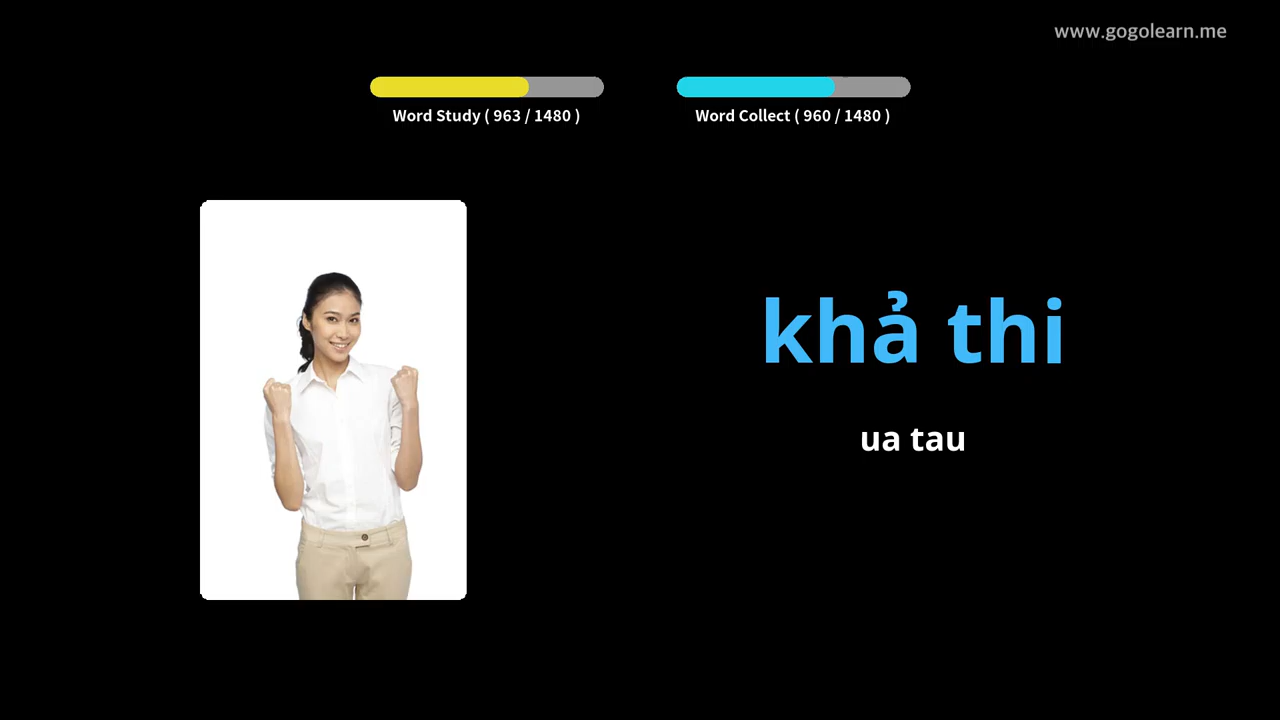 www.gogolearn.me
Word Study ( 963 / 1480 )
Word Collect ( 960 / 1480 )
khả thi
ua tau